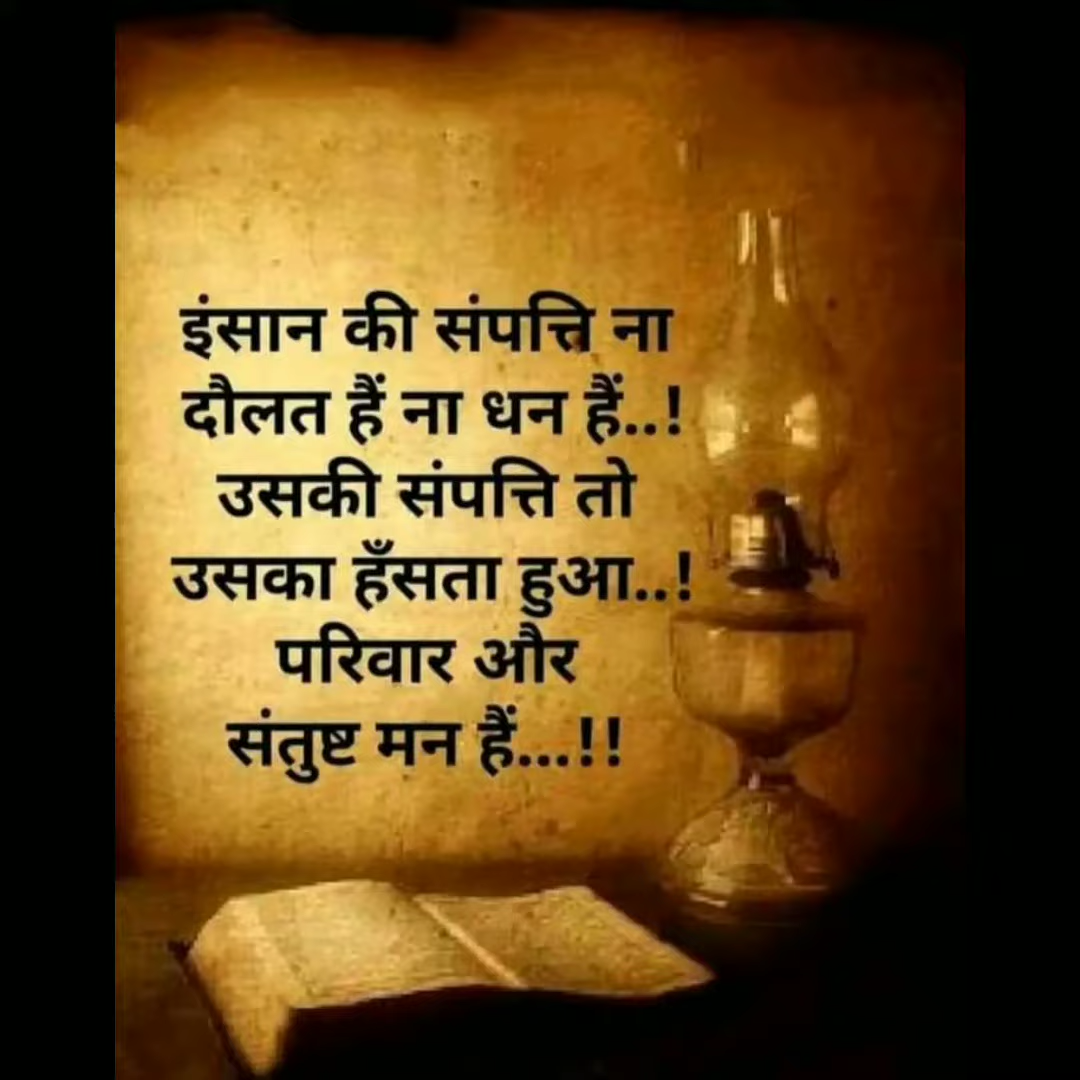 इंसान की संपत्ति ना
दौलत हैं ना धन हैं..!
उसकी संपत्ति तो
उसका हँसता हुआ..!
परिवार और
संतुष्ट मन हैं...!!